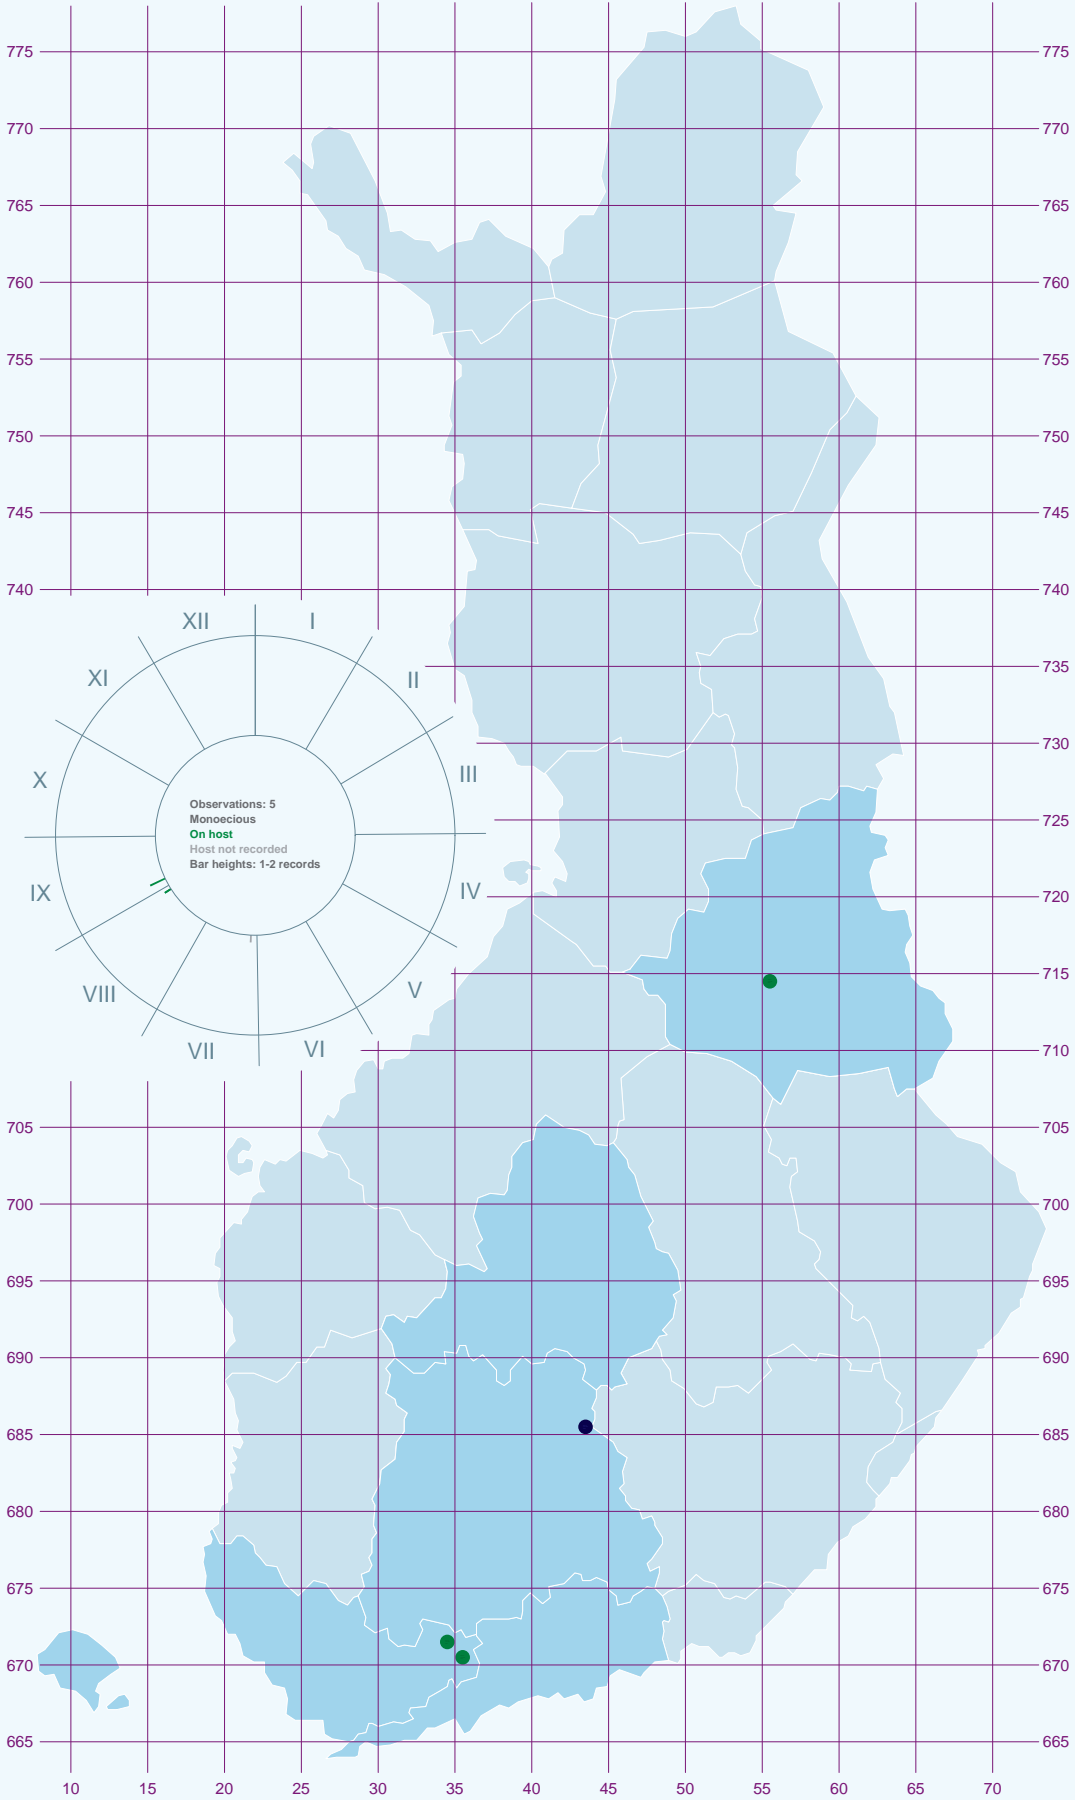 775 775
770 770
765 765
760 760
755 755
750 750
745 745
740 740
XII I
735
XI II
730
X III
725
Observations: 5
Monoecious
On host
Host not recorded
Bar heights: 1-2 records
IX IV
720
VIII V
715
VII VI
710
705 705
700 700
695 695
690 690
685 685
680 680
675 675
670 670
665 665
10 15 20 25 30 35 40 45 50 55 60 65 70